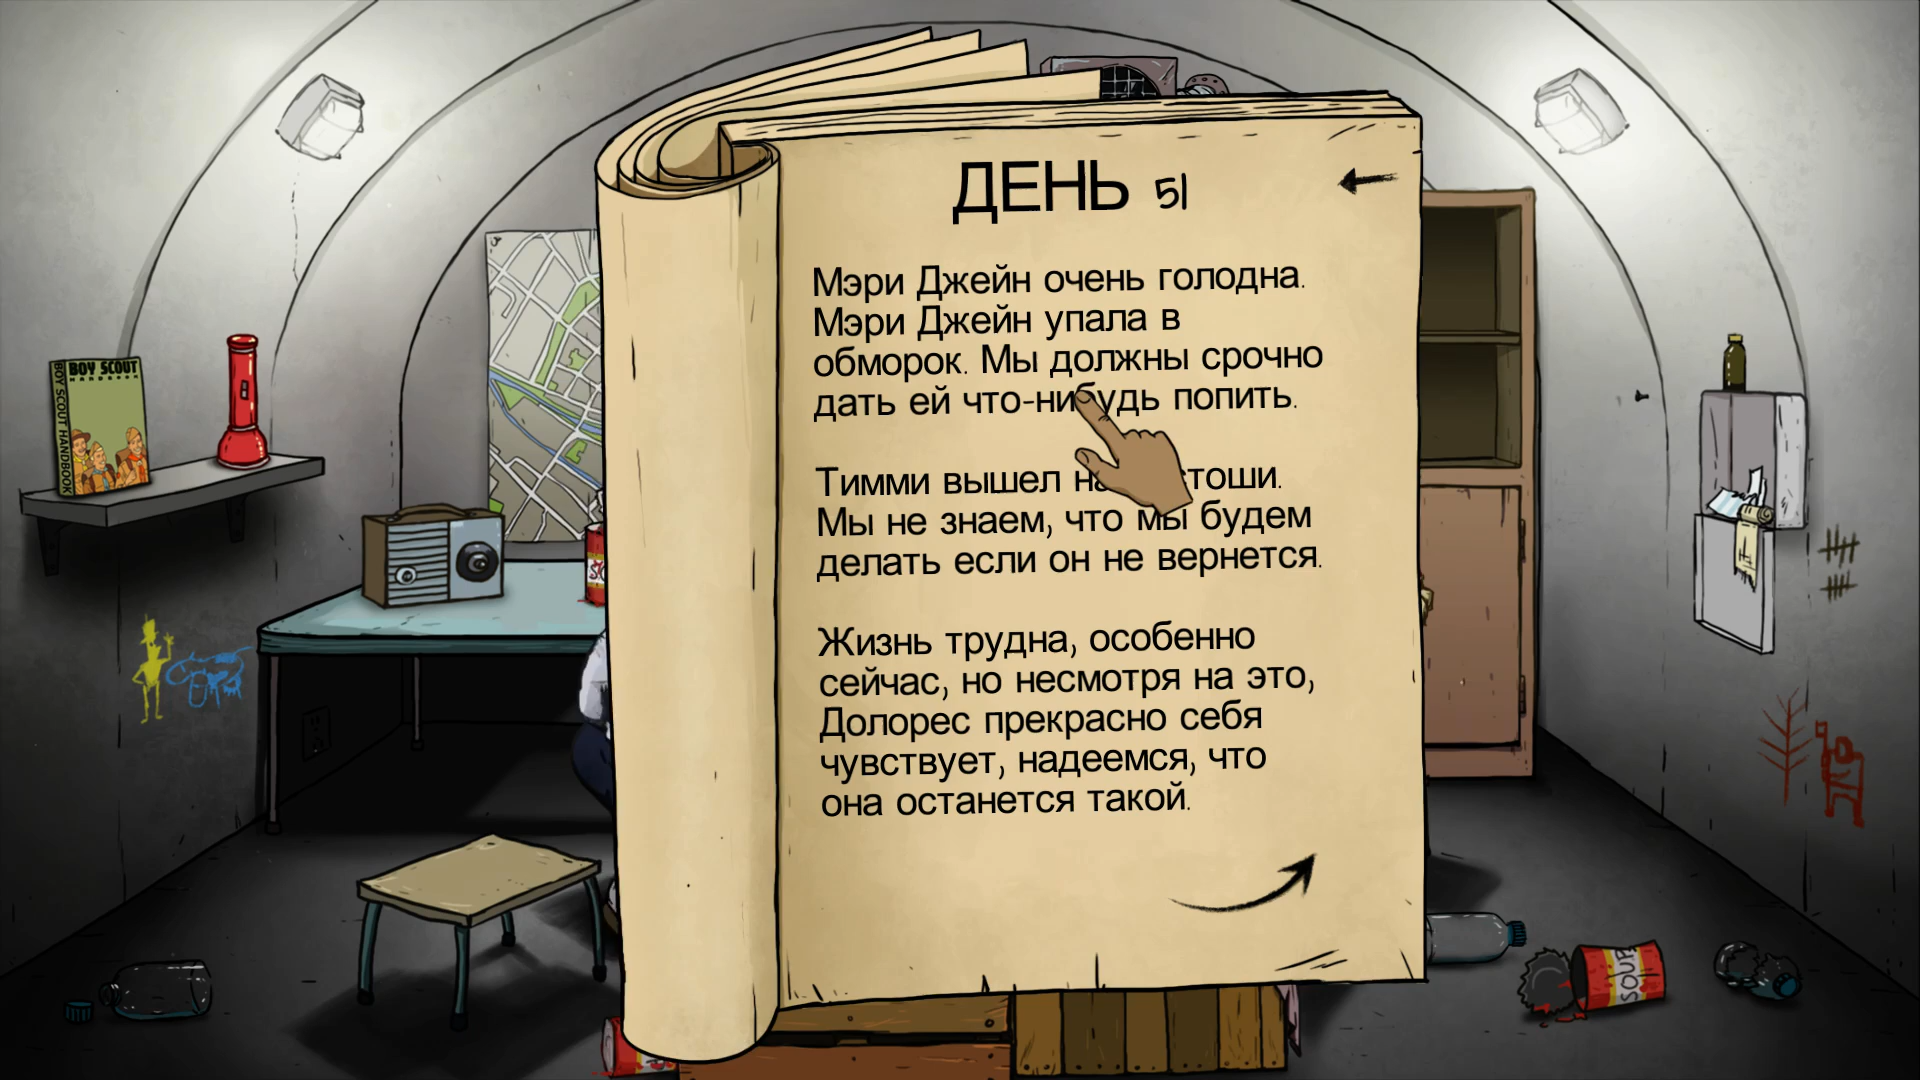 ДЕНЬ 51
Мэри Джейн очень голодна.
Мэри Джейн упала в
обморок. Мы должны срочно
дать ей что-нибудь попить.
Тимми вышел
Мы не знаем, что мы будем
делать если он не вернется.
Жизнь трудна, особенно
сейчас, но несмотря на это,
Долорес прекрасно себя
чувствует, надеемся, что
она останется такой.
BOY SCOUT
HANDBOOK
BOY SCOUT HANDBOOK
SOUP